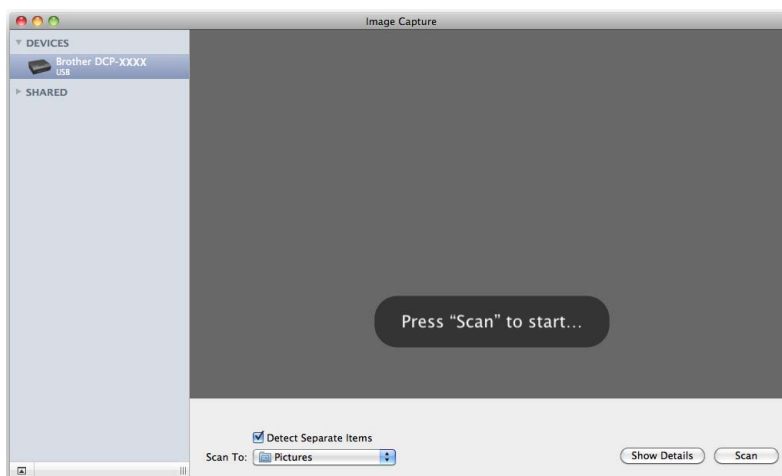 Image Capture
DEVICES
Brother DCP-XXXX
USB
SHARED
Press “Scan” to start...
Detect Separate Items
Scan To: Pictures
Show Details
Scan